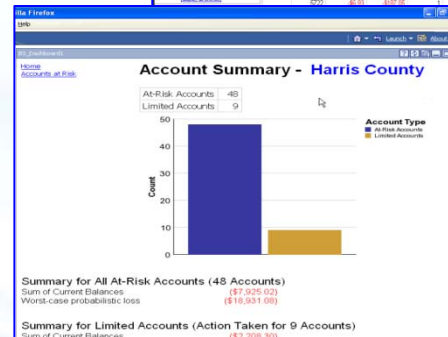 illa Firefox
Help
Launch
About
Home
Accounts at Risk
Account Summary - Harris County
At-Risk Accounts 48
Limited Accounts 9
50
40
30
20
10
0
Count
Account Type
At-Risk Accounts
Limited Accounts
Summary for All At-Risk Accounts (48 Accounts)
Sum of Current Balances ($7,925.02)
Worst-case probabilistic loss ($18,931.08)
Summary for Limited Accounts (Action Taken for 9 Accounts)
Sum of Current Balances ($2,208.30)